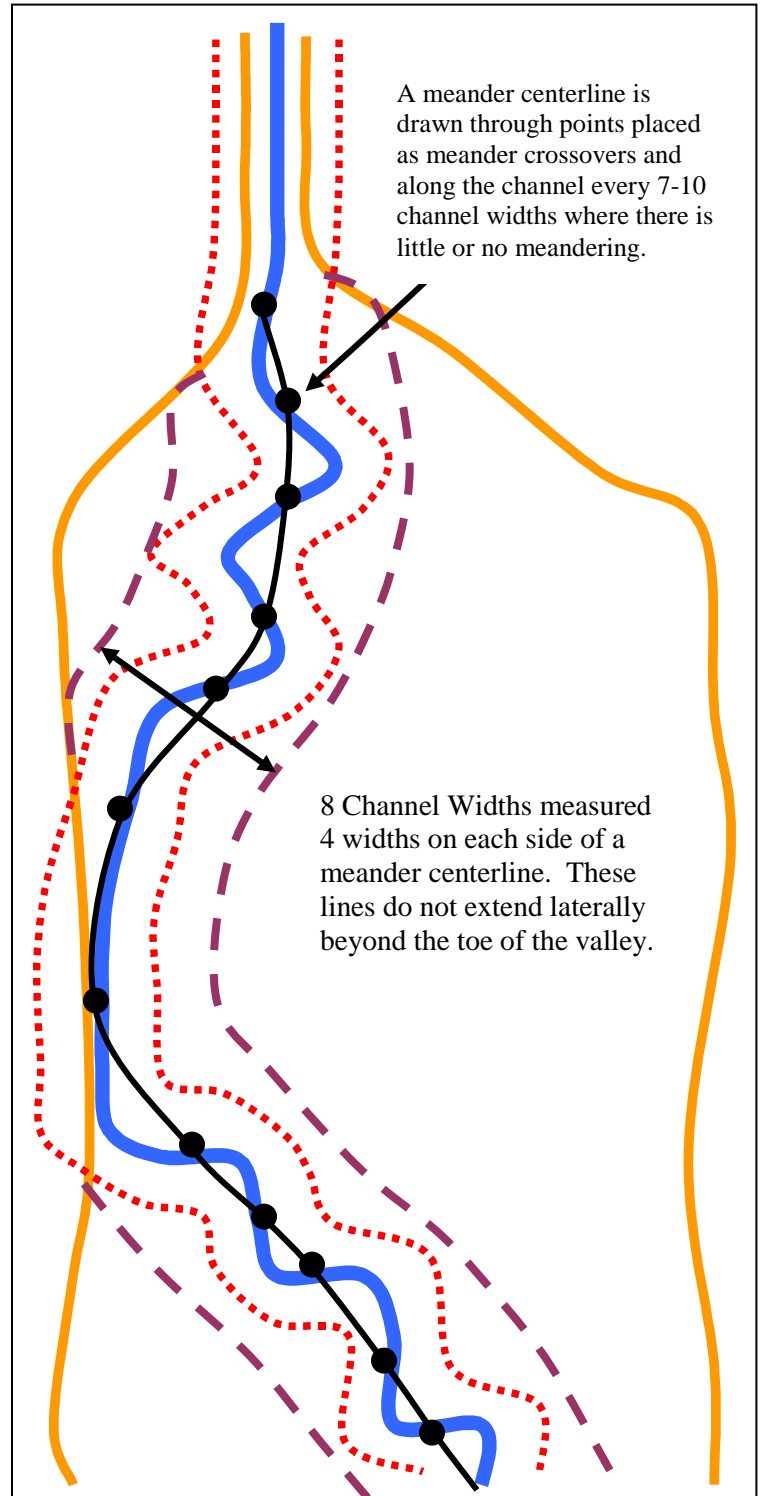 A meander centerline is
drawn through points placed
as meander crossovers and
along the channel every 7-10
channel widths where there is
little or no meandering.
8 Channel Widths measured
4 widths on each side of a
meander centerline.  These
lines do not extend laterally
beyond the toe of the valley.